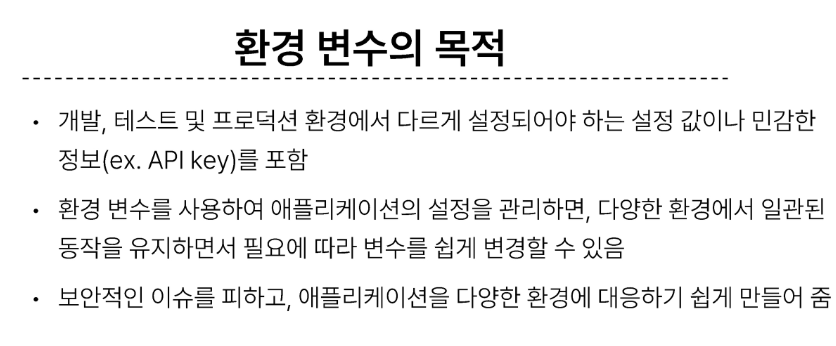 환경 변수의 목적
• 개발, 테스트 및 프로덕션 환경에서 다르게 설정되어야 하는 설정 값이나 민감한
정보(ex. API key)를 포함
• 환경 변수를 사용하여 애플리케이션의 설정을 관리하면, 다양한 환경에서 일관된
동작을 유지하면서 필요에 따라 변수를 쉽게 변경할 수 있음
• 보안적인 이슈를 피하고, 애플리케이션을 다양한 환경에 대응하기 쉽게 만들어 줌